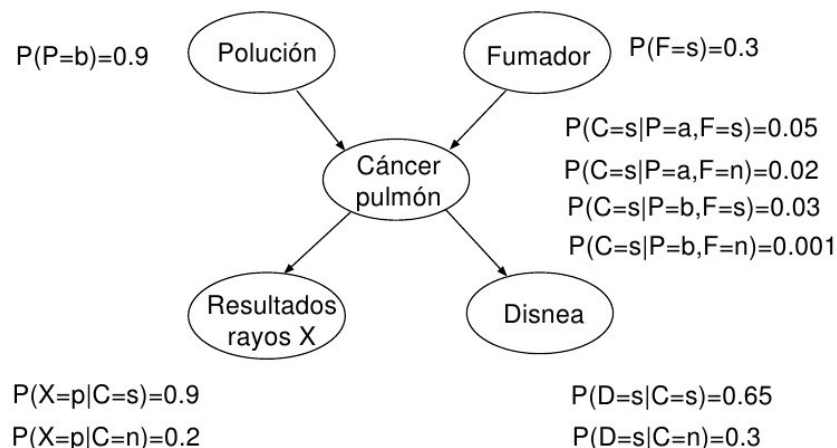 P(P=b)=0.9
Polución
Fumador
P(F=s)=0.3
P(C=s|P=a,F=s)=0.05
P(C=s|P=a,F=n)=0.02
P(C=s|P=b,F=s)=0.03
P(C=s|P=b,F=n)=0.001
Cáncer
pulmón
Resultados
rayos X
Disnea
P(X=p|C=s)=0.9
P(X=p|C=n)=0.2
P(D=s|C=s)=0.65
P(D=s|C=n)=0.3